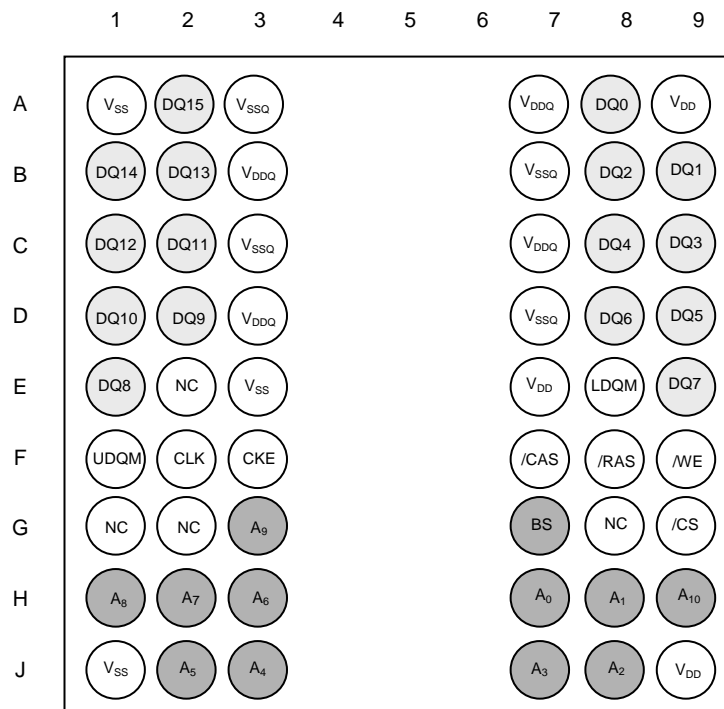 1 2 3 4 5 6 7 8 9
A VSS DQ15 VSSQ VDDQ DQ0 VDD
B DQ14 DQ13 VDDQ VSSQ DQ2 DQ1
C DQ12 DQ11 VSSQ VDDQ DQ4 DQ3
D DQ10 DQ9 VDDQ VSSQ DQ6 DQ5
E DQ8 NC VSS VDD LDQM DQ7
F UDQM CLK CKE /CAS /RAS /WE
G NC NC A9 BS NC /CS
H A8 A7 A6 A0 A1 A10
J VSS A5 A4 A3 A2 VDD